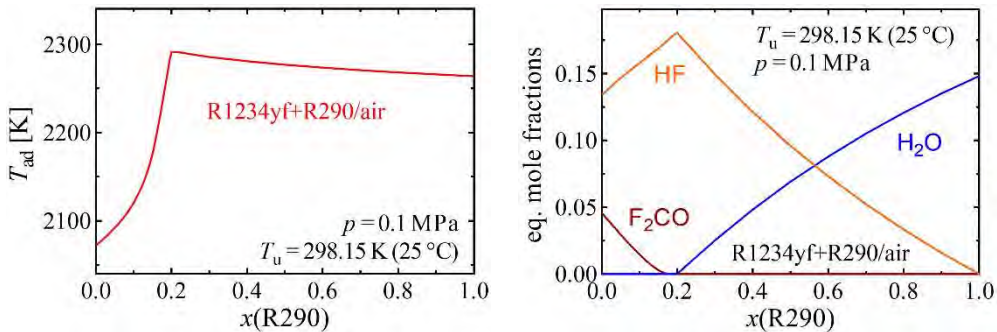 2300
2200
2100
T_ad [K]
R1234yf+R290/air
p = 0.1 MPa
T_u = 298.15 K (25 °C)
0.0 0.2 0.4 0.6 0.8 1.0
x(R290)
0.15
0.10
0.05
0.00
eq. mole fractions
T_u = 298.15 K (25 °C)
p = 0.1 MPa
HF
H₂O
F₂CO
R1234yf+R290/air
0.0 0.2 0.4 0.6 0.8 1.0
x(R290)